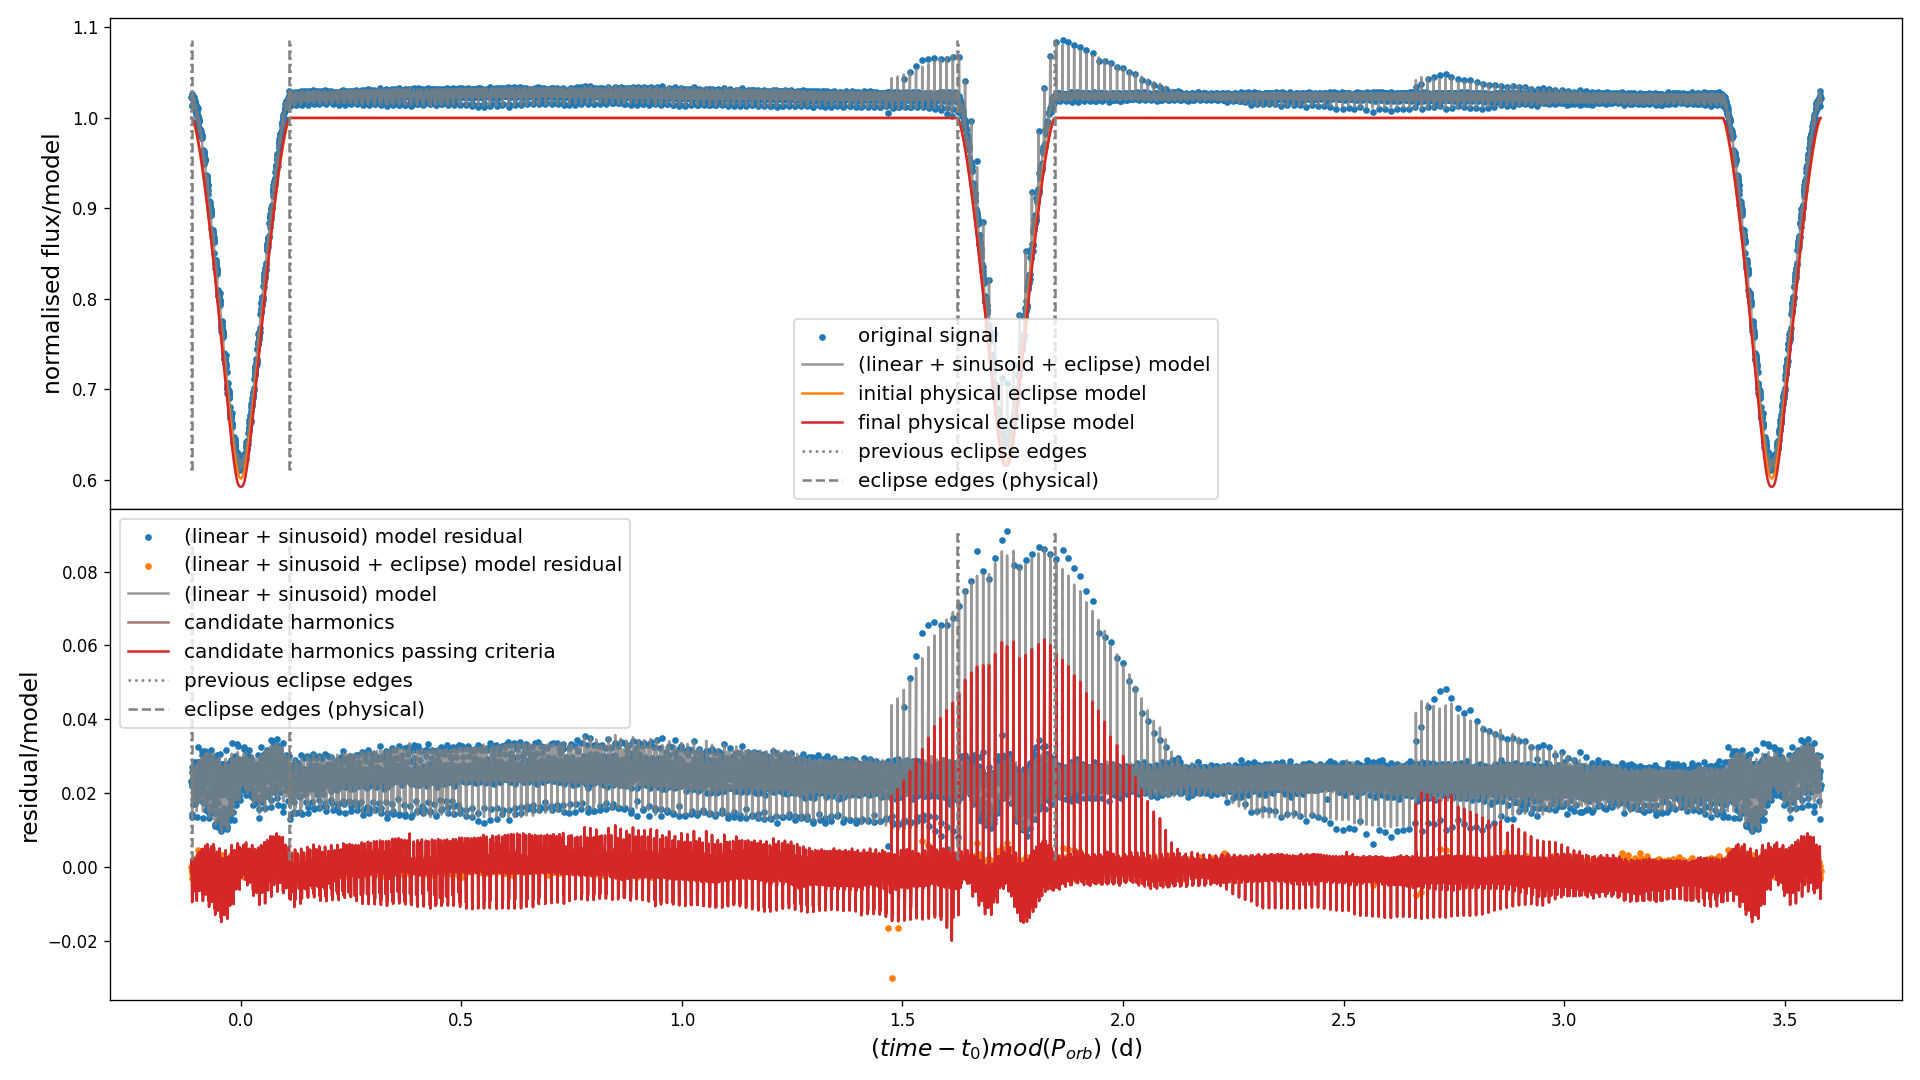 normalised flux/model
1.1
1.0
0.9
0.8
0.7
0.6
original signal
(linear + sinusoid + eclipse) model
initial physical eclipse model
final physical eclipse model
previous eclipse edges
eclipse edges (physical)
residual/model
0.08
0.06
0.04
0.02
0.00
−0.02
(linear + sinusoid) model residual
(linear + sinusoid + eclipse) model residual
(linear + sinusoid) model
candidate harmonics
candidate harmonics passing criteria
previous eclipse edges
eclipse edges (physical)
0.0 0.5 1.0 1.5 2.0 2.5 3.0 3.5
(time − t₀)mod(Pₒᵣb) (d)